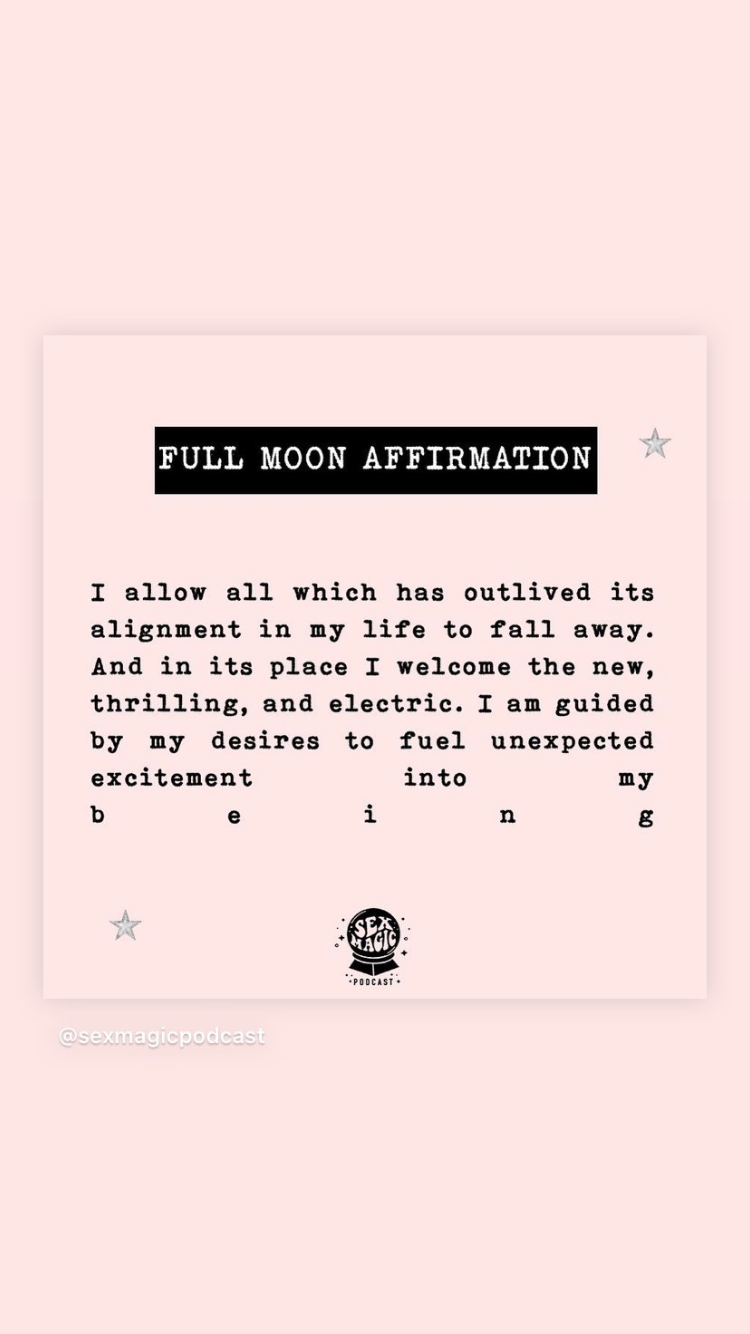 FULL MOON AFFIRMATION
I allow all which has outlived its
alignment in my life to fall away.
And in its place I welcome the new,
thrilling, and electric. I am guided
by my desires to fuel unexpected
excitement into my
b e i n g
SEX
MAGIC
PODCAST
@sexmagicpodcast